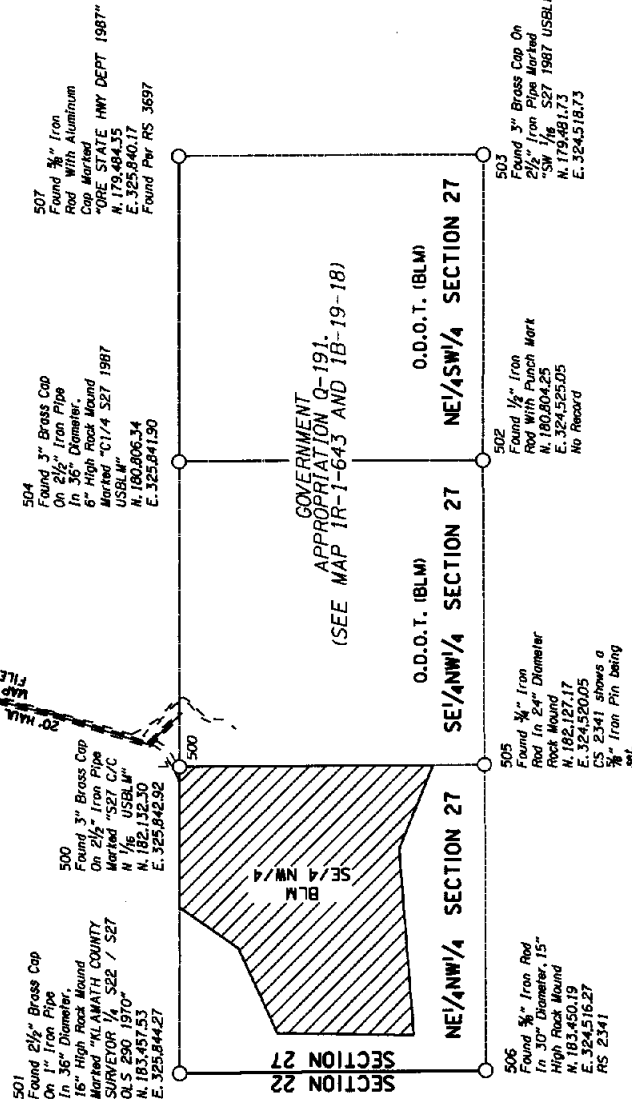 501
Found 2½" Brass Cap
On 1" Iron Pipe
In 36" Diameter,
16" High Rock Mound
Marked "KLAMATH COUNTY
SURVEYOR ¼ S22 / S27
OLS 290 1970"
N. 183,457.53
E. 325,844.27
500
Found 3" Brass Cap
On 2½" Iron Pipe
Marked "S27 C/C
N 1/16 USBLM"
N. 182,132.30
E. 325,842.92
20' HAUL
MAP
FILE
504
Found 3" Brass Cap
On 2½" Iron Pipe
In 36" Diameter,
6" High Rock Mound
Marked "C1/4 S27 1987
USBLM"
N. 180,806.34
E. 325,841.90
507
Found ⅝" Iron
Rod With Aluminum
Cap Marked
"ORE STATE HWY DEPT 1987"
N. 179,484.35
E. 325,840.17
Found Per RS 3697
500
GOVERNMENT
APPROPRIATION Q-191.
(SEE MAP 1R-1-643 AND 1B-19-18)
BLM
SE/4 NW/4
O.D.O.T. (BLM)
O.D.O.T. (BLM)
NE¼NW¼ SECTION 27
SE¼NW¼ SECTION 27
NE¼SW¼ SECTION 27
SECTION 22
SECTION 27
506
Found ⅝" Iron Rod
In 30" Diameter, 15"
High Rock Mound
N. 183,450.19
E. 324,516.27
RS 2341
505
Found ¾" Iron
Rod In 24" Diameter
Rock Mound
N. 182,127.17
E. 324,520.05
CS 2341 shows a
⅝" Iron Pin being
set
502
Found ½" Iron
Rod With Punch Mark
N. 180,804.25
E. 324,525.05
No Record
503
Found 3" Brass Cap On
2½" Iron Pipe Marked
"SW 1/16 S27 1987 USBL
N. 179,481.73
E. 324,518.73